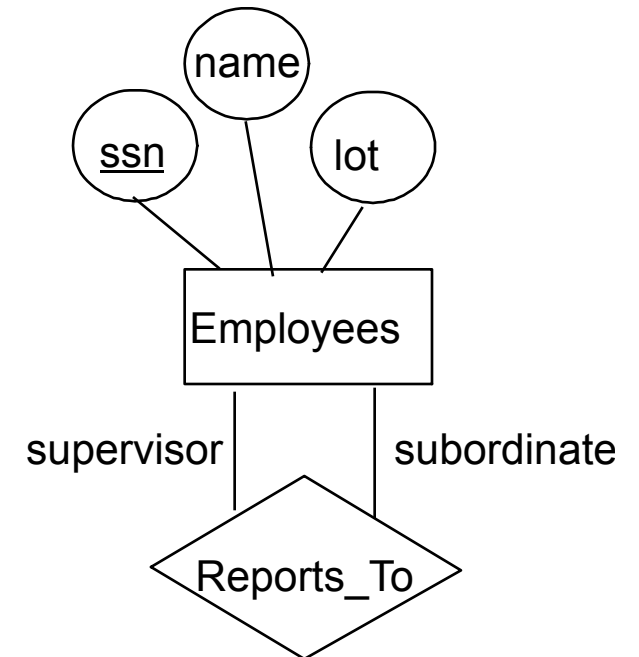 name
ssn
lot
Employees
supervisor
subordinate
Reports_To